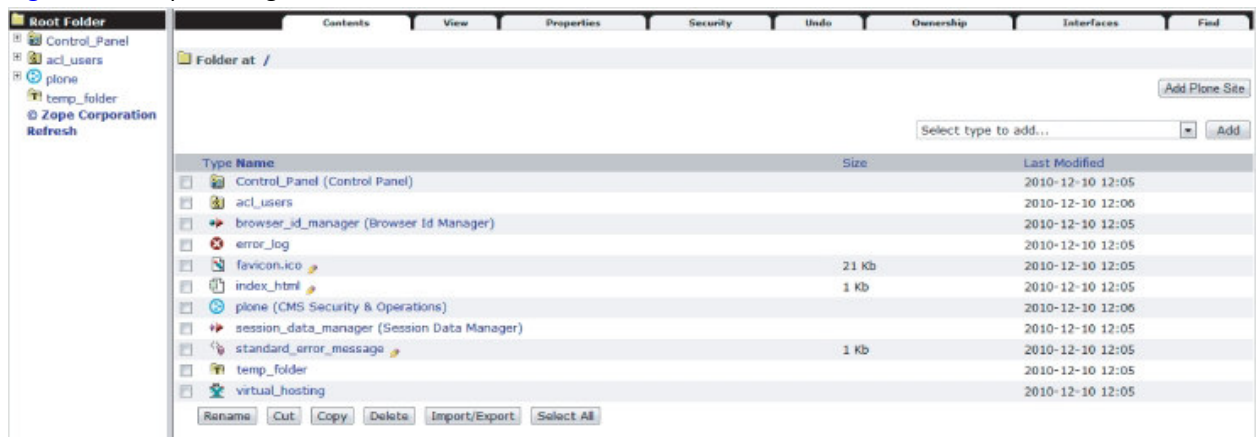 Root Folder
Control_Panel
acl_users
plone
temp_folder
© Zope Corporation
Refresh
Contents View Properties Security Undo Ownership Interfaces Find
Folder at /
Add Plone Site
Select type to add... Add
Type Name Size Last Modified
Control_Panel (Control Panel) 2010-12-10 12:05
acl_users 2010-12-10 12:06
browser_id_manager (Browser Id Manager) 2010-12-10 12:05
error_log 2010-12-10 12:05
favicon.ico 21 Kb 2010-12-10 12:05
index_html 1 Kb 2010-12-10 12:05
plone (CMS Security & Operations) 2010-12-10 12:06
session_data_manager (Session Data Manager) 2010-12-10 12:05
standard_error_message 1 Kb 2010-12-10 12:05
temp_folder 2010-12-10 12:05
virtual_hosting 2010-12-10 12:05
Rename Cut Copy Delete Import/Export Select All